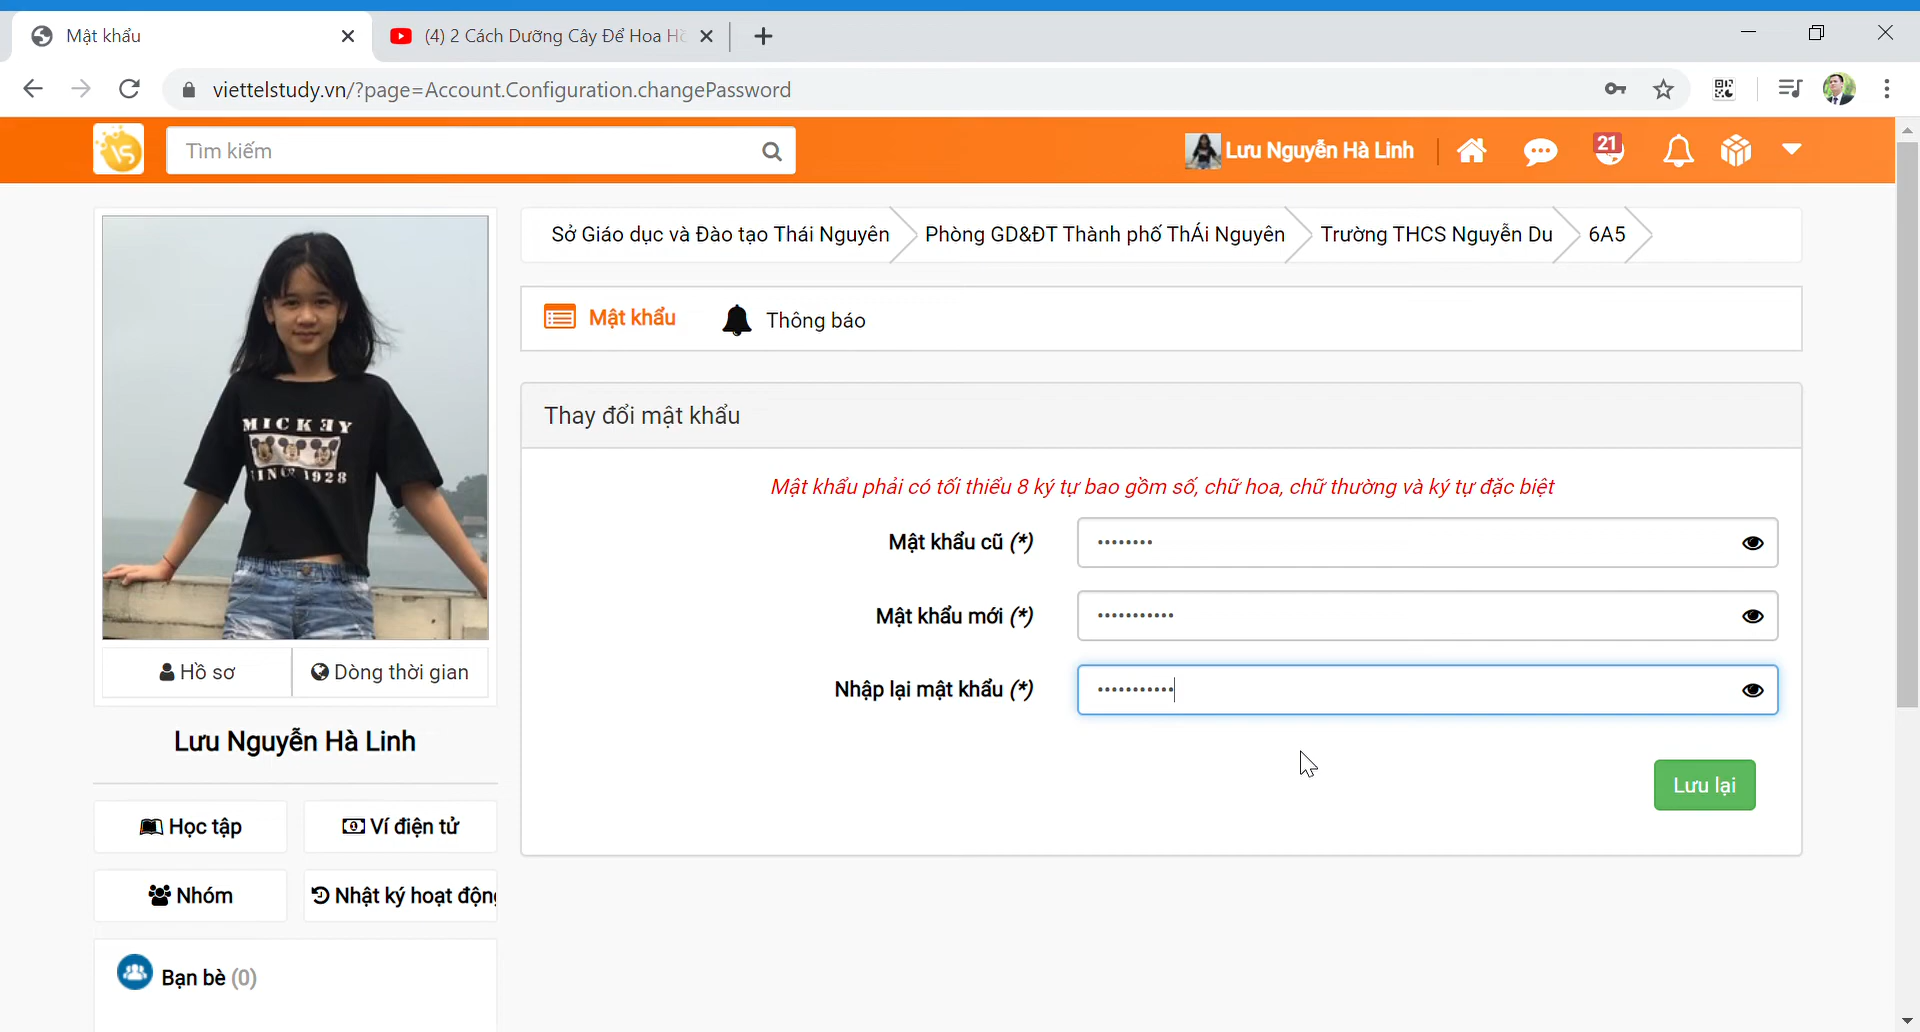 Mật khẩu
(4) 2 Cách Dưỡng Cây Để Hoa H
viettelstudy.vn/?page=Account.Configuration.changePassword
Tìm kiếm
Lưu Nguyễn Hà Linh
21
Sở Giáo dục và Đào tạo Thái Nguyên
Phòng GD&ĐT Thành phố ThÁi Nguyên
Trường THCS Nguyễn Du
6A5
Mật khẩu
Thông báo
MICKEY
SINCE 1928
Thay đổi mật khẩu
Mật khẩu phải có tối thiểu 8 ký tự bao gồm số, chữ hoa, chữ thường và ký tự đặc biệt
Mật khẩu cũ (*)
Mật khẩu mới (*)
Nhập lại mật khẩu (*)
Lưu lại
Hồ sơ
Dòng thời gian
Lưu Nguyễn Hà Linh
Học tập
Ví điện tử
Nhóm
Nhật ký hoạt động
Bạn bè (0)